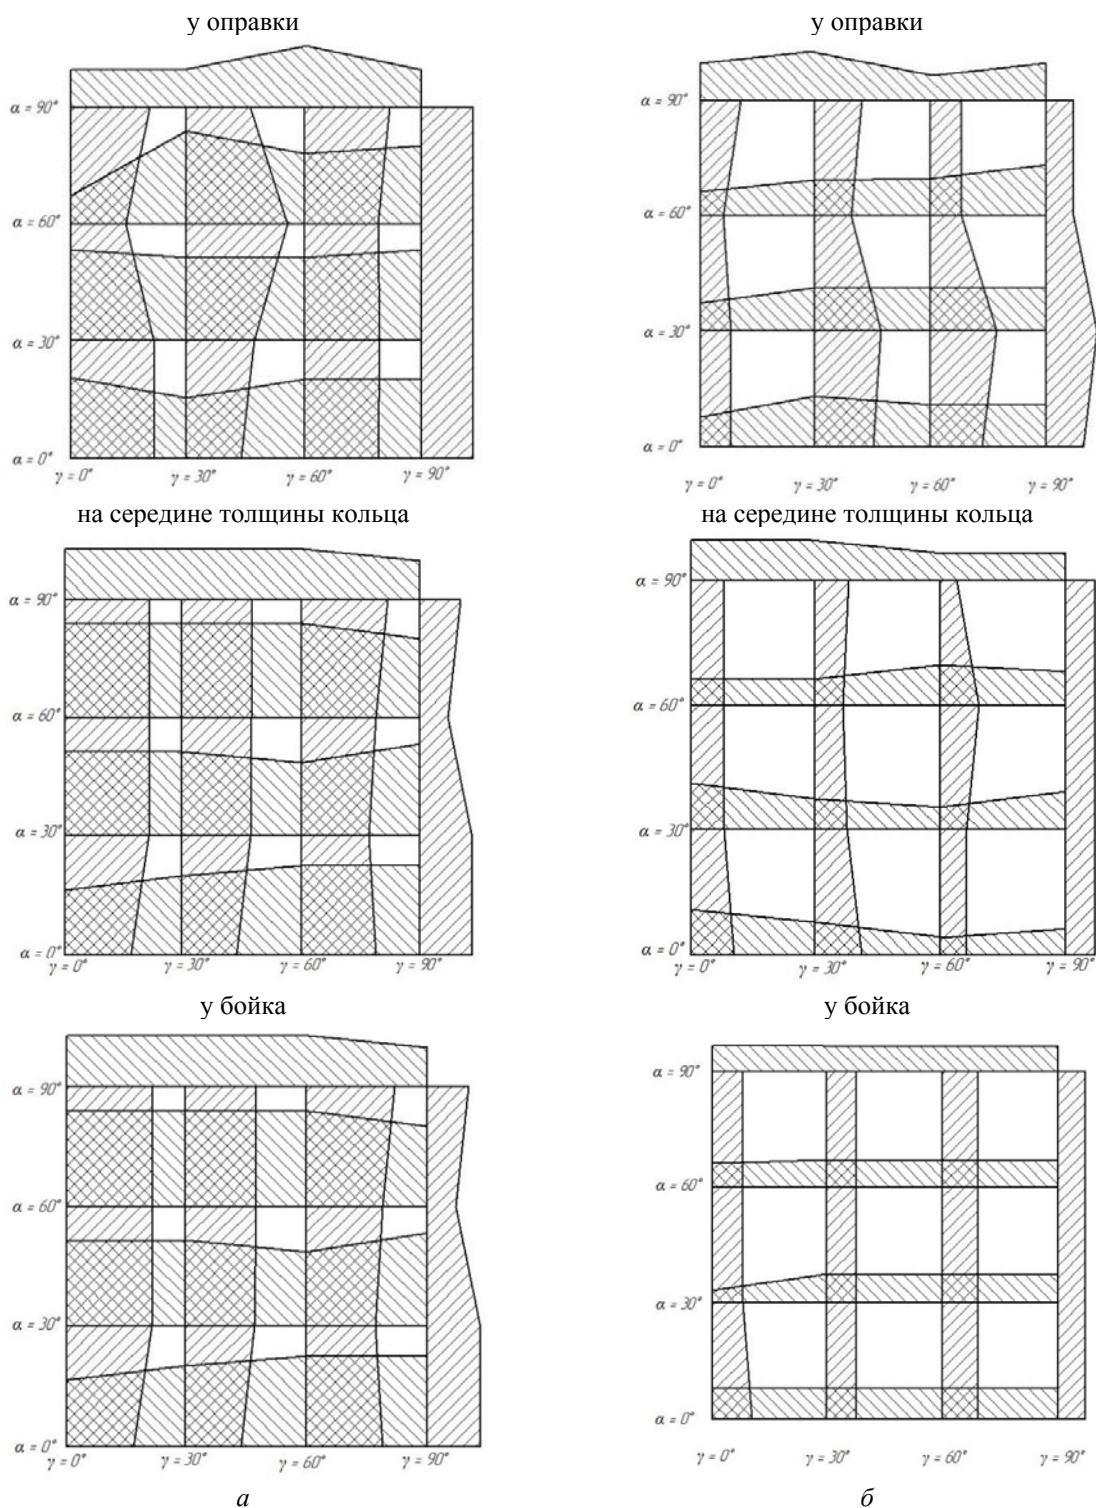 у оправки
у оправки
α = 90°
α = 60°
α = 30°
α = 0°
γ = 0° γ = 30° γ = 60° γ = 90°
α = 90°
α = 60°
α = 30°
α = 0°
γ = 0° γ = 30° γ = 60° γ = 90°
на середине толщины кольца
на середине толщины кольца
α = 90°
α = 60°
α = 30°
α = 0°
γ = 0° γ = 30° γ = 60° γ = 90°
α = 90°
α = 60°
α = 30°
α = 0°
γ = 0° γ = 30° γ = 60° γ = 90°
у бойка
у бойка
α = 90°
α = 60°
α = 30°
α = 0°
γ = 0° γ = 30° γ = 60° γ = 90°
α = 90°
α = 60°
α = 30°
α = 0°
γ = 0° γ = 30° γ = 60° γ = 90°
а
б